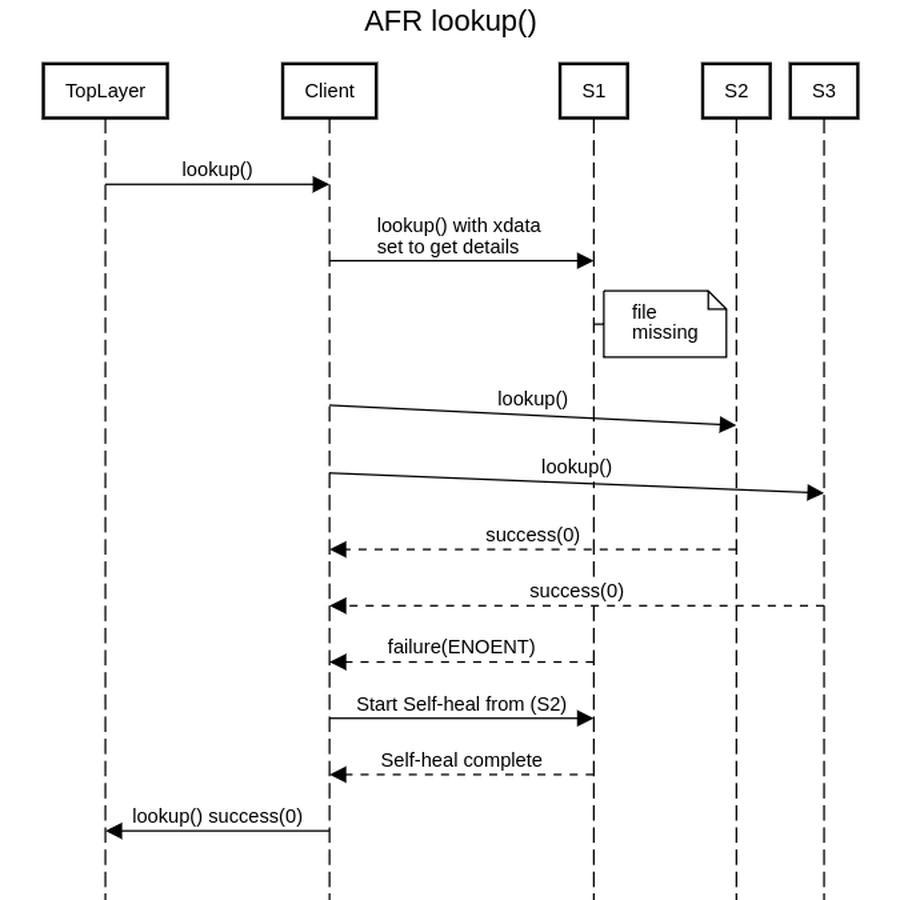 AFR lookup()
TopLayer
Client
S1
S2
S3
lookup()
lookup() with xdata
set to get details
file
missing
lookup()
lookup()
success(0)
success(0)
failure(ENOENT)
Start Self-heal from (S2)
Self-heal complete
lookup() success(0)